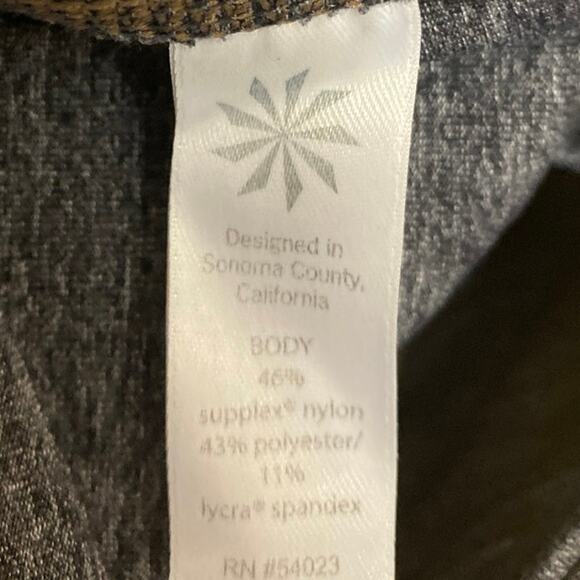 Designed in
Sonoma County,
California
BODY
46%
supplex® nylon
43% polyester/
11%
lycra® spandex
RN #54023